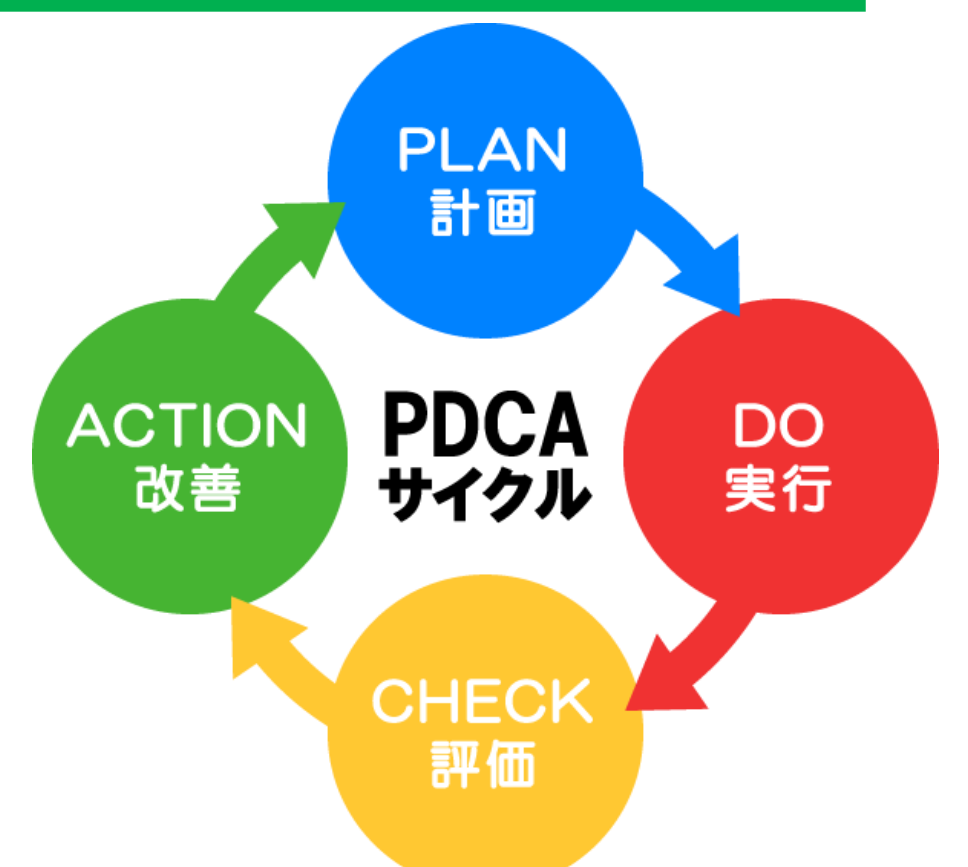 PLAN
計画
ACTION
改善
PDCA
サイクル
DO
実行
CHECK
評価